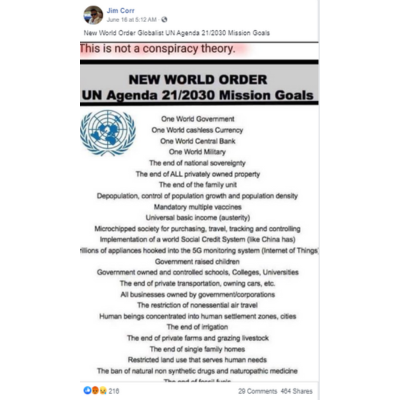 Jim Corr
June 16 at 5:12 AM
New World Order Globalist UN Agenda 21/2030 Mission Goals
This is not a conspiracy theory.
NEW WORLD ORDER
UN Agenda 21/2030 Mission Goals
One World Government
One World cashless Currency
One World Central Bank
One World Military
The end of national sovereignty
The end of ALL privately owned property
The end of the family unit
Depopulation, control of population growth and population density
Mandatory multiple vaccines
Universal basic income (austerity)
Microchipped society for purchasing, travel, tracking and controlling
Implementation of a world Social Credit System (like China has)
rillions of appliances hooked into the 5G monitoring system (Internet of Things)
Government raised children
Government owned and controlled schools, Colleges, Universities
The end of private transportation, owning cars, etc.
All businesses owned by government/corporations
The restriction of nonessential air travel
Human beings concentrated into human settlement zones, cities
The end of irrigation
The end of private farms and grazing livestock
The end of single family homes
Restricted land use that serves human needs
The ban of natural non synthetic drugs and naturopathic medicine
The end of fossil fuels
216
29 Comments 464 Shares